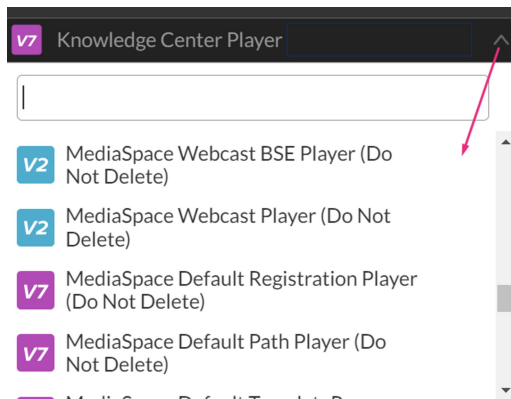 V7 Knowledge Center Player
V2 MediaSpace Webcast BSE Player (Do
Not Delete)
V2 MediaSpace Webcast Player (Do Not
Delete)
V7 MediaSpace Default Registration Player
(Do Not Delete)
V7 MediaSpace Default Path Player (Do
Not Delete)